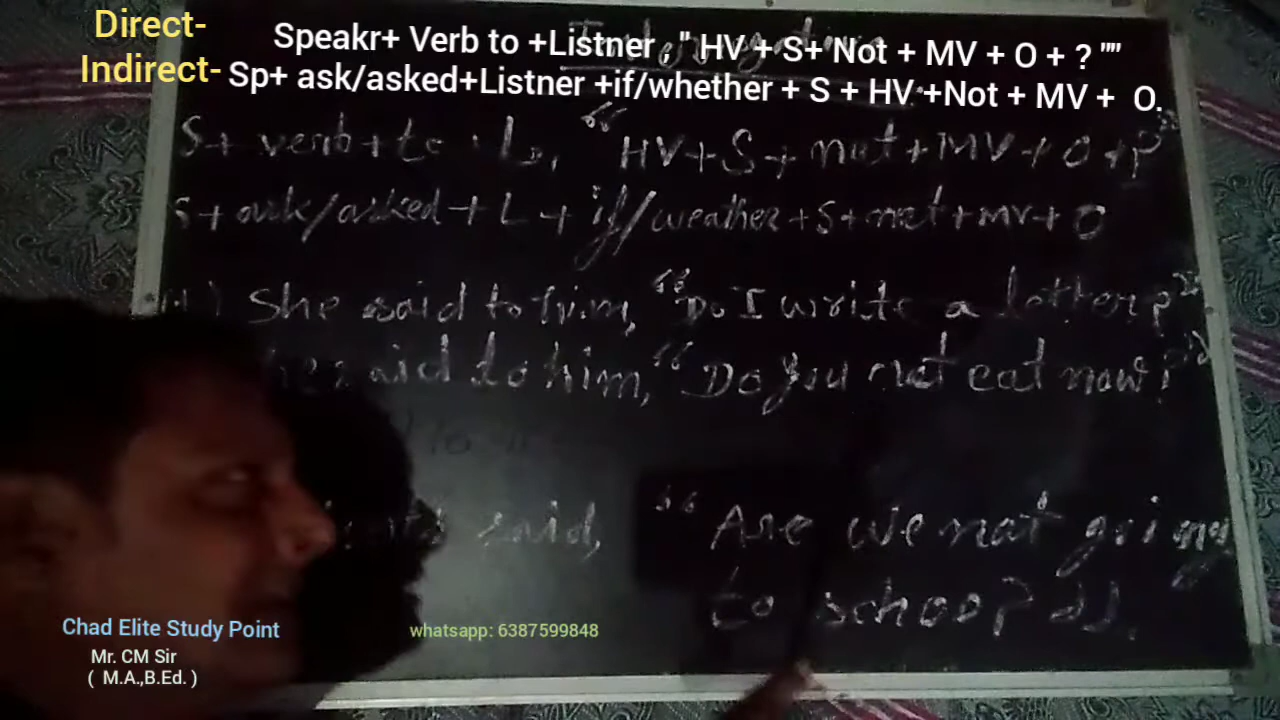 Direct- Speakr+ Verb to +Listner , " HV + S+ Not + MV + O + ? """
Indirect- Sp+ ask/asked+Listner +if/whether + S + HV +Not + MV + O.
S+ verb+to + L, " HV+S+ not+MV+O+?"
S+ ask/asked + L + if/weather+S+not+MV+O
She said to him, "Do I write a letter?"
said to him, "Do you not eat now?"
said, "Are we not going
to schoo? ".
Chad Elite Study Point
whatsapp: 6387599848
Mr. CM Sir
( M.A.,B.Ed. )